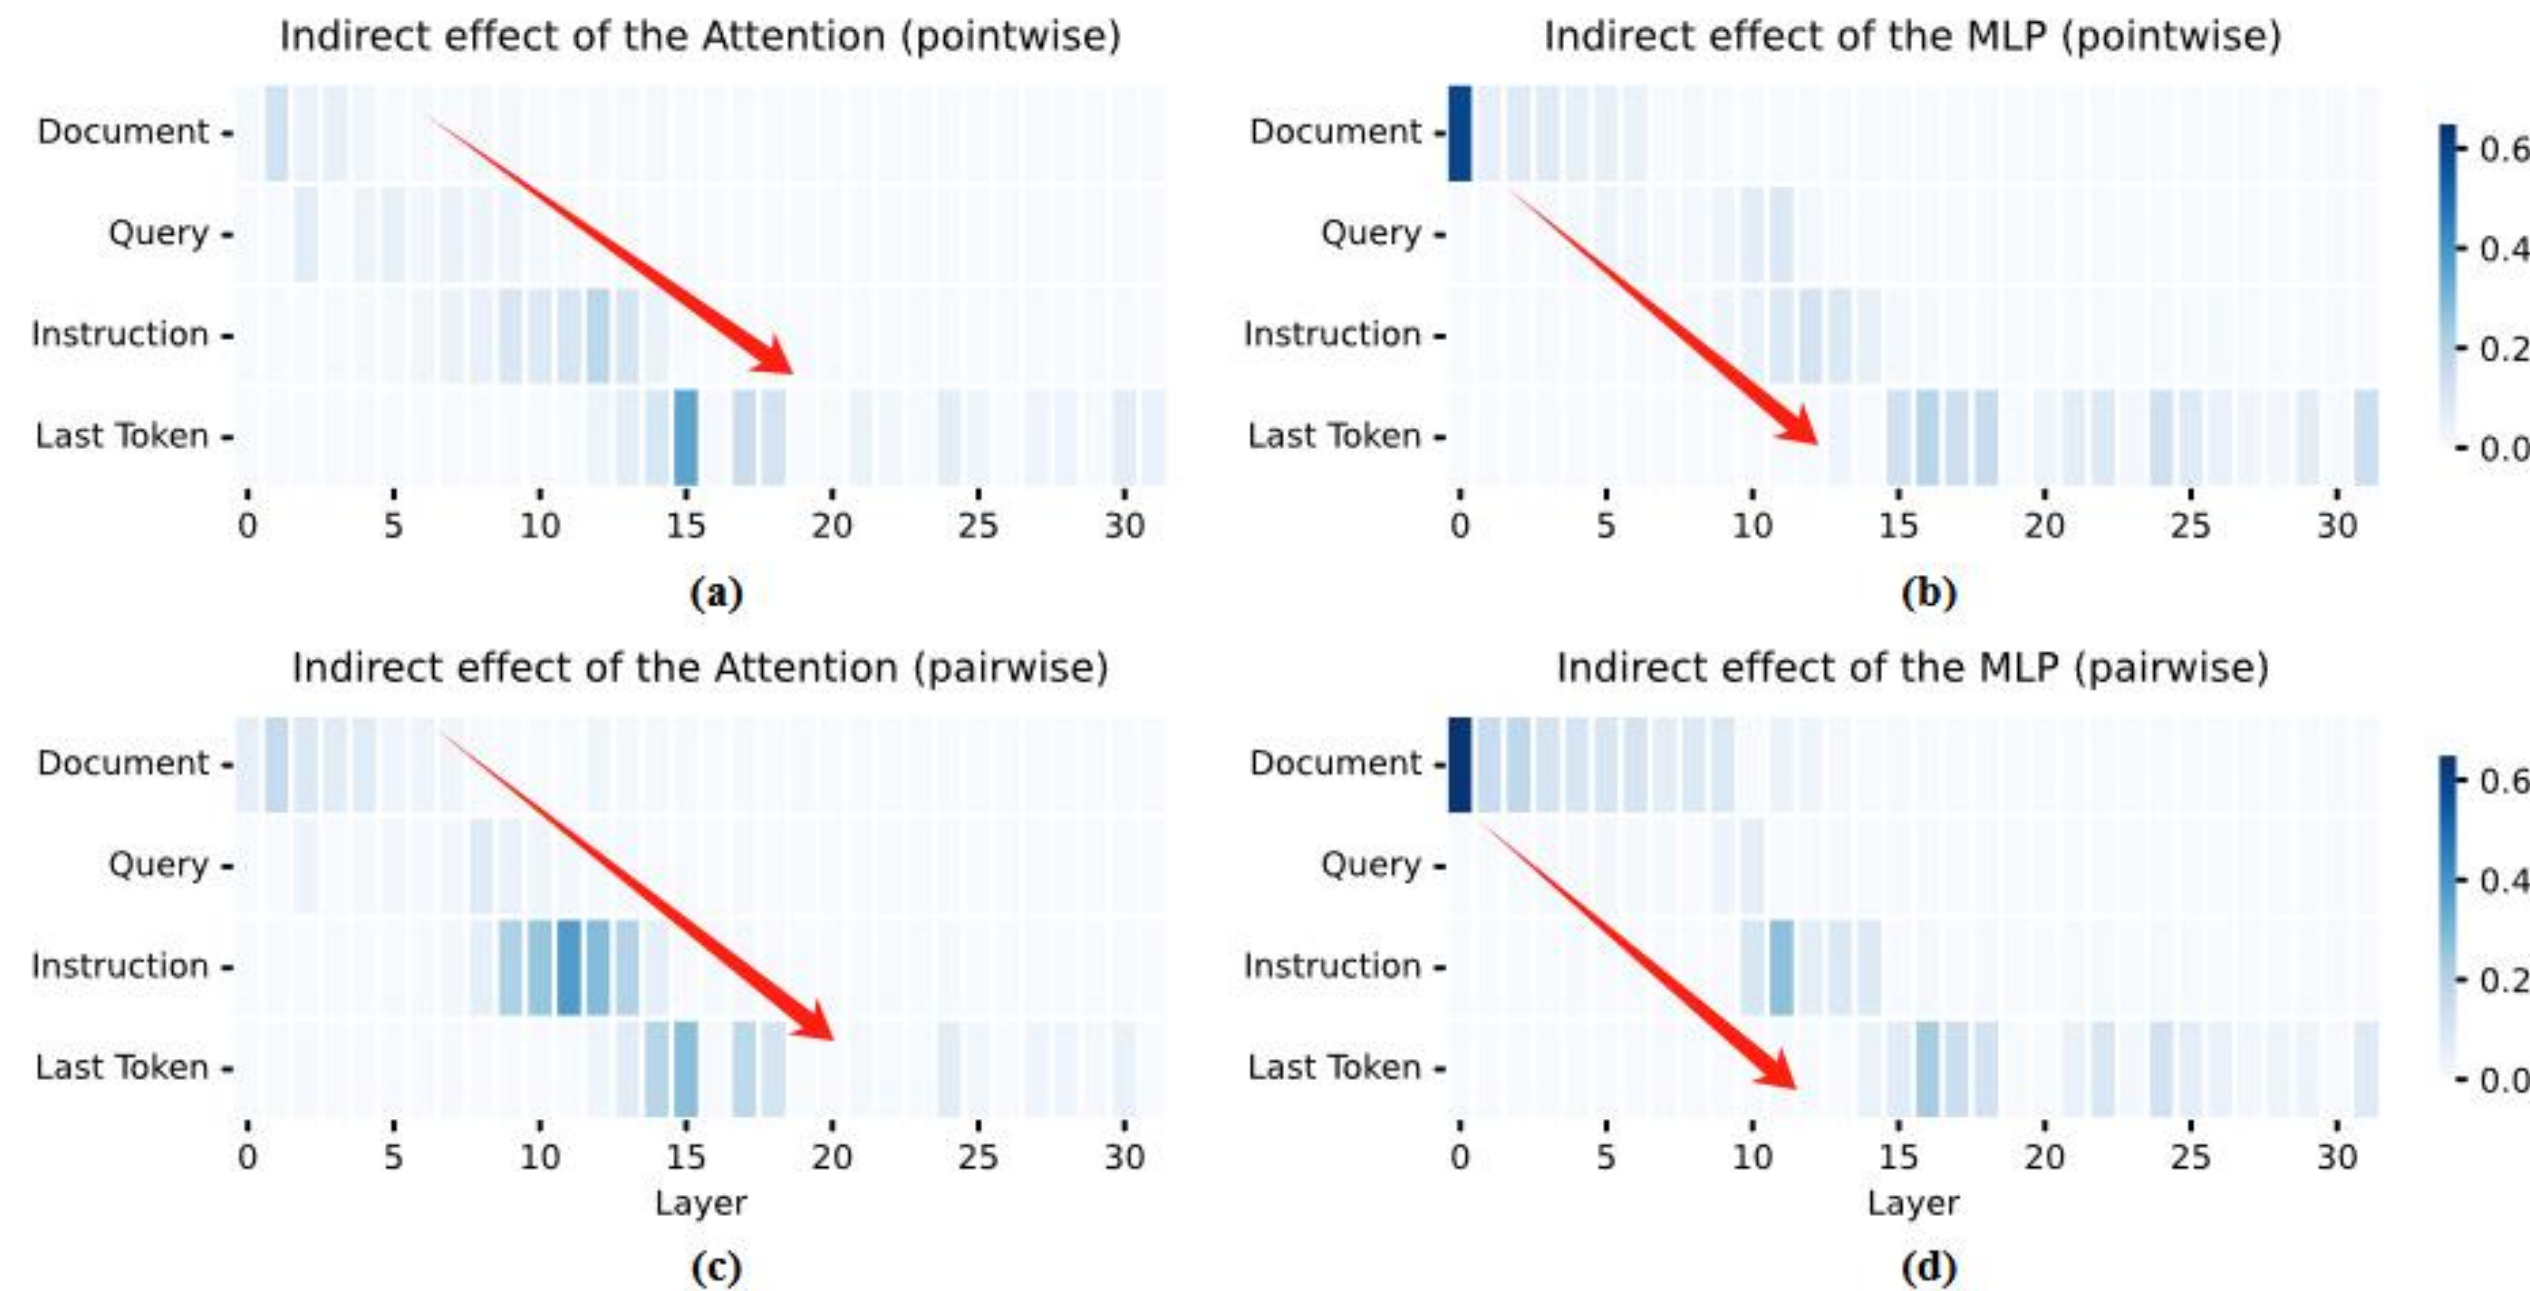 Indirect effect of the Attention (pointwise)
Document
Query
Instruction
Last Token
0 5 10 15 20 25 30
(a)
Indirect effect of the MLP (pointwise)
Document
Query
Instruction
Last Token
0 5 10 15 20 25 30
0.6
0.4
0.2
0.0
(b)
Indirect effect of the Attention (pairwise)
Document
Query
Instruction
Last Token
0 5 10 15 20 25 30
Layer
(c)
Indirect effect of the MLP (pairwise)
Document
Query
Instruction
Last Token
0 5 10 15 20 25 30
Layer
0.6
0.4
0.2
0.0
(d)